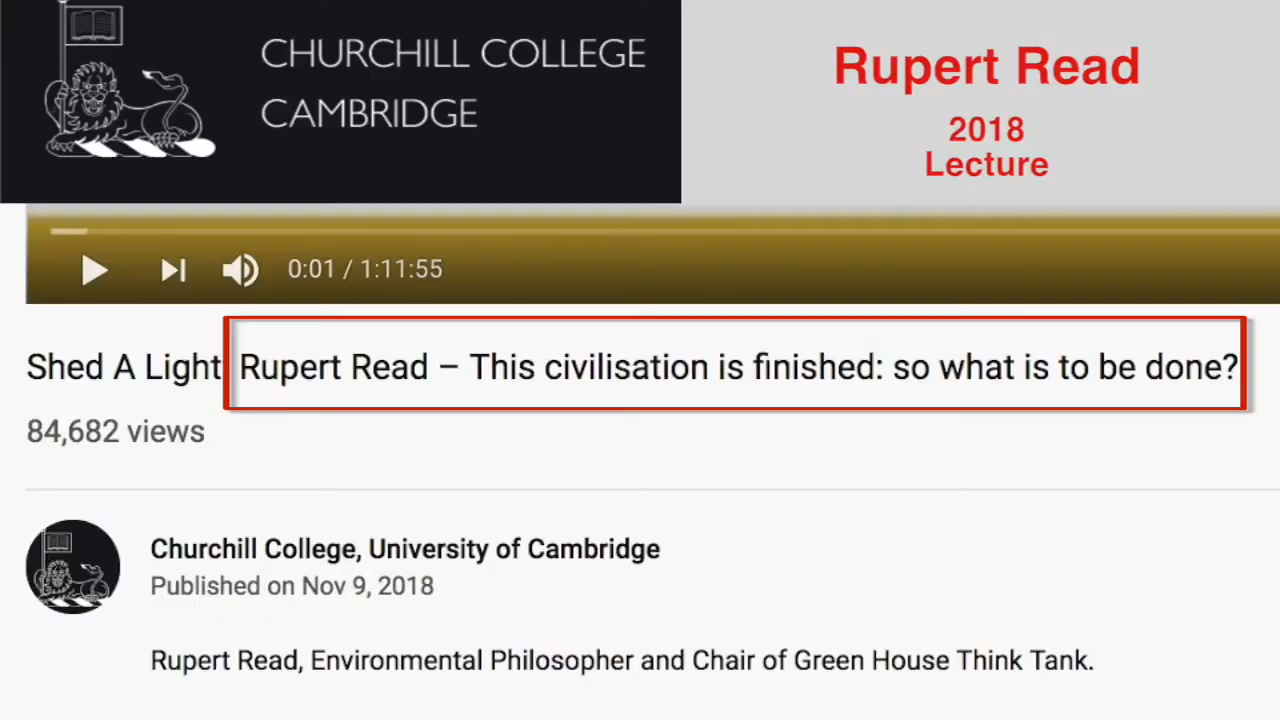 CHURCHILL COLLEGE
CAMBRIDGE
Rupert Read
2018
Lecture
0:01 / 1:11:55
Shed A Light Rupert Read – This civilisation is finished: so what is to be done?
84,682 views
Churchill College, University of Cambridge
Published on Nov 9, 2018
Rupert Read, Environmental Philosopher and Chair of Green House Think Tank.